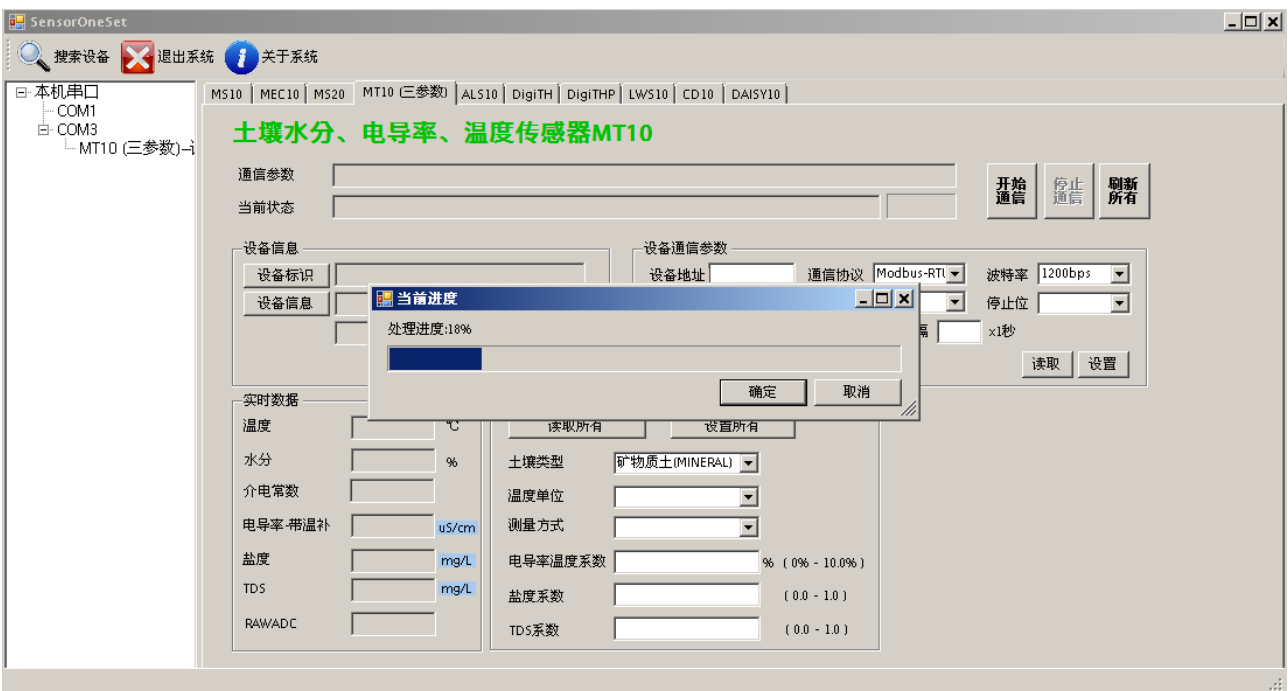 SensorOneSet
搜索设备 退出系统 关于系统
本机串口
COM1
COM3
MT10 (三参数)
MS10 MEC10 MS20 MT10 (三参数) ALS10 DigiTH DigiTHP LWS10 CD10 DAISY10
土壤水分、电导率、温度传感器MT10
通信参数
当前状态
开始通信 停止通信 刷新所有
设备信息
设备标识
设备信息
设备通信参数
设备地址 通信协议 Modbus-RTU 波特率 1200bps
停止位
隔 x1秒
读取 设置
当前进度
处理进度:18%
确定 取消
实时数据
温度 ℃
水分 %
介电常数
电导率-带温补 uS/cm
盐度 mg/L
TDS mg/L
RAWADC
读取所有 设置所有
土壤类型 矿物质土(MINERAL)
温度单位
测量方式
电导率温度系数 % ( 0% - 10.0% )
盐度系数 ( 0.0 - 1.0 )
TDS系数 ( 0.0 - 1.0 )